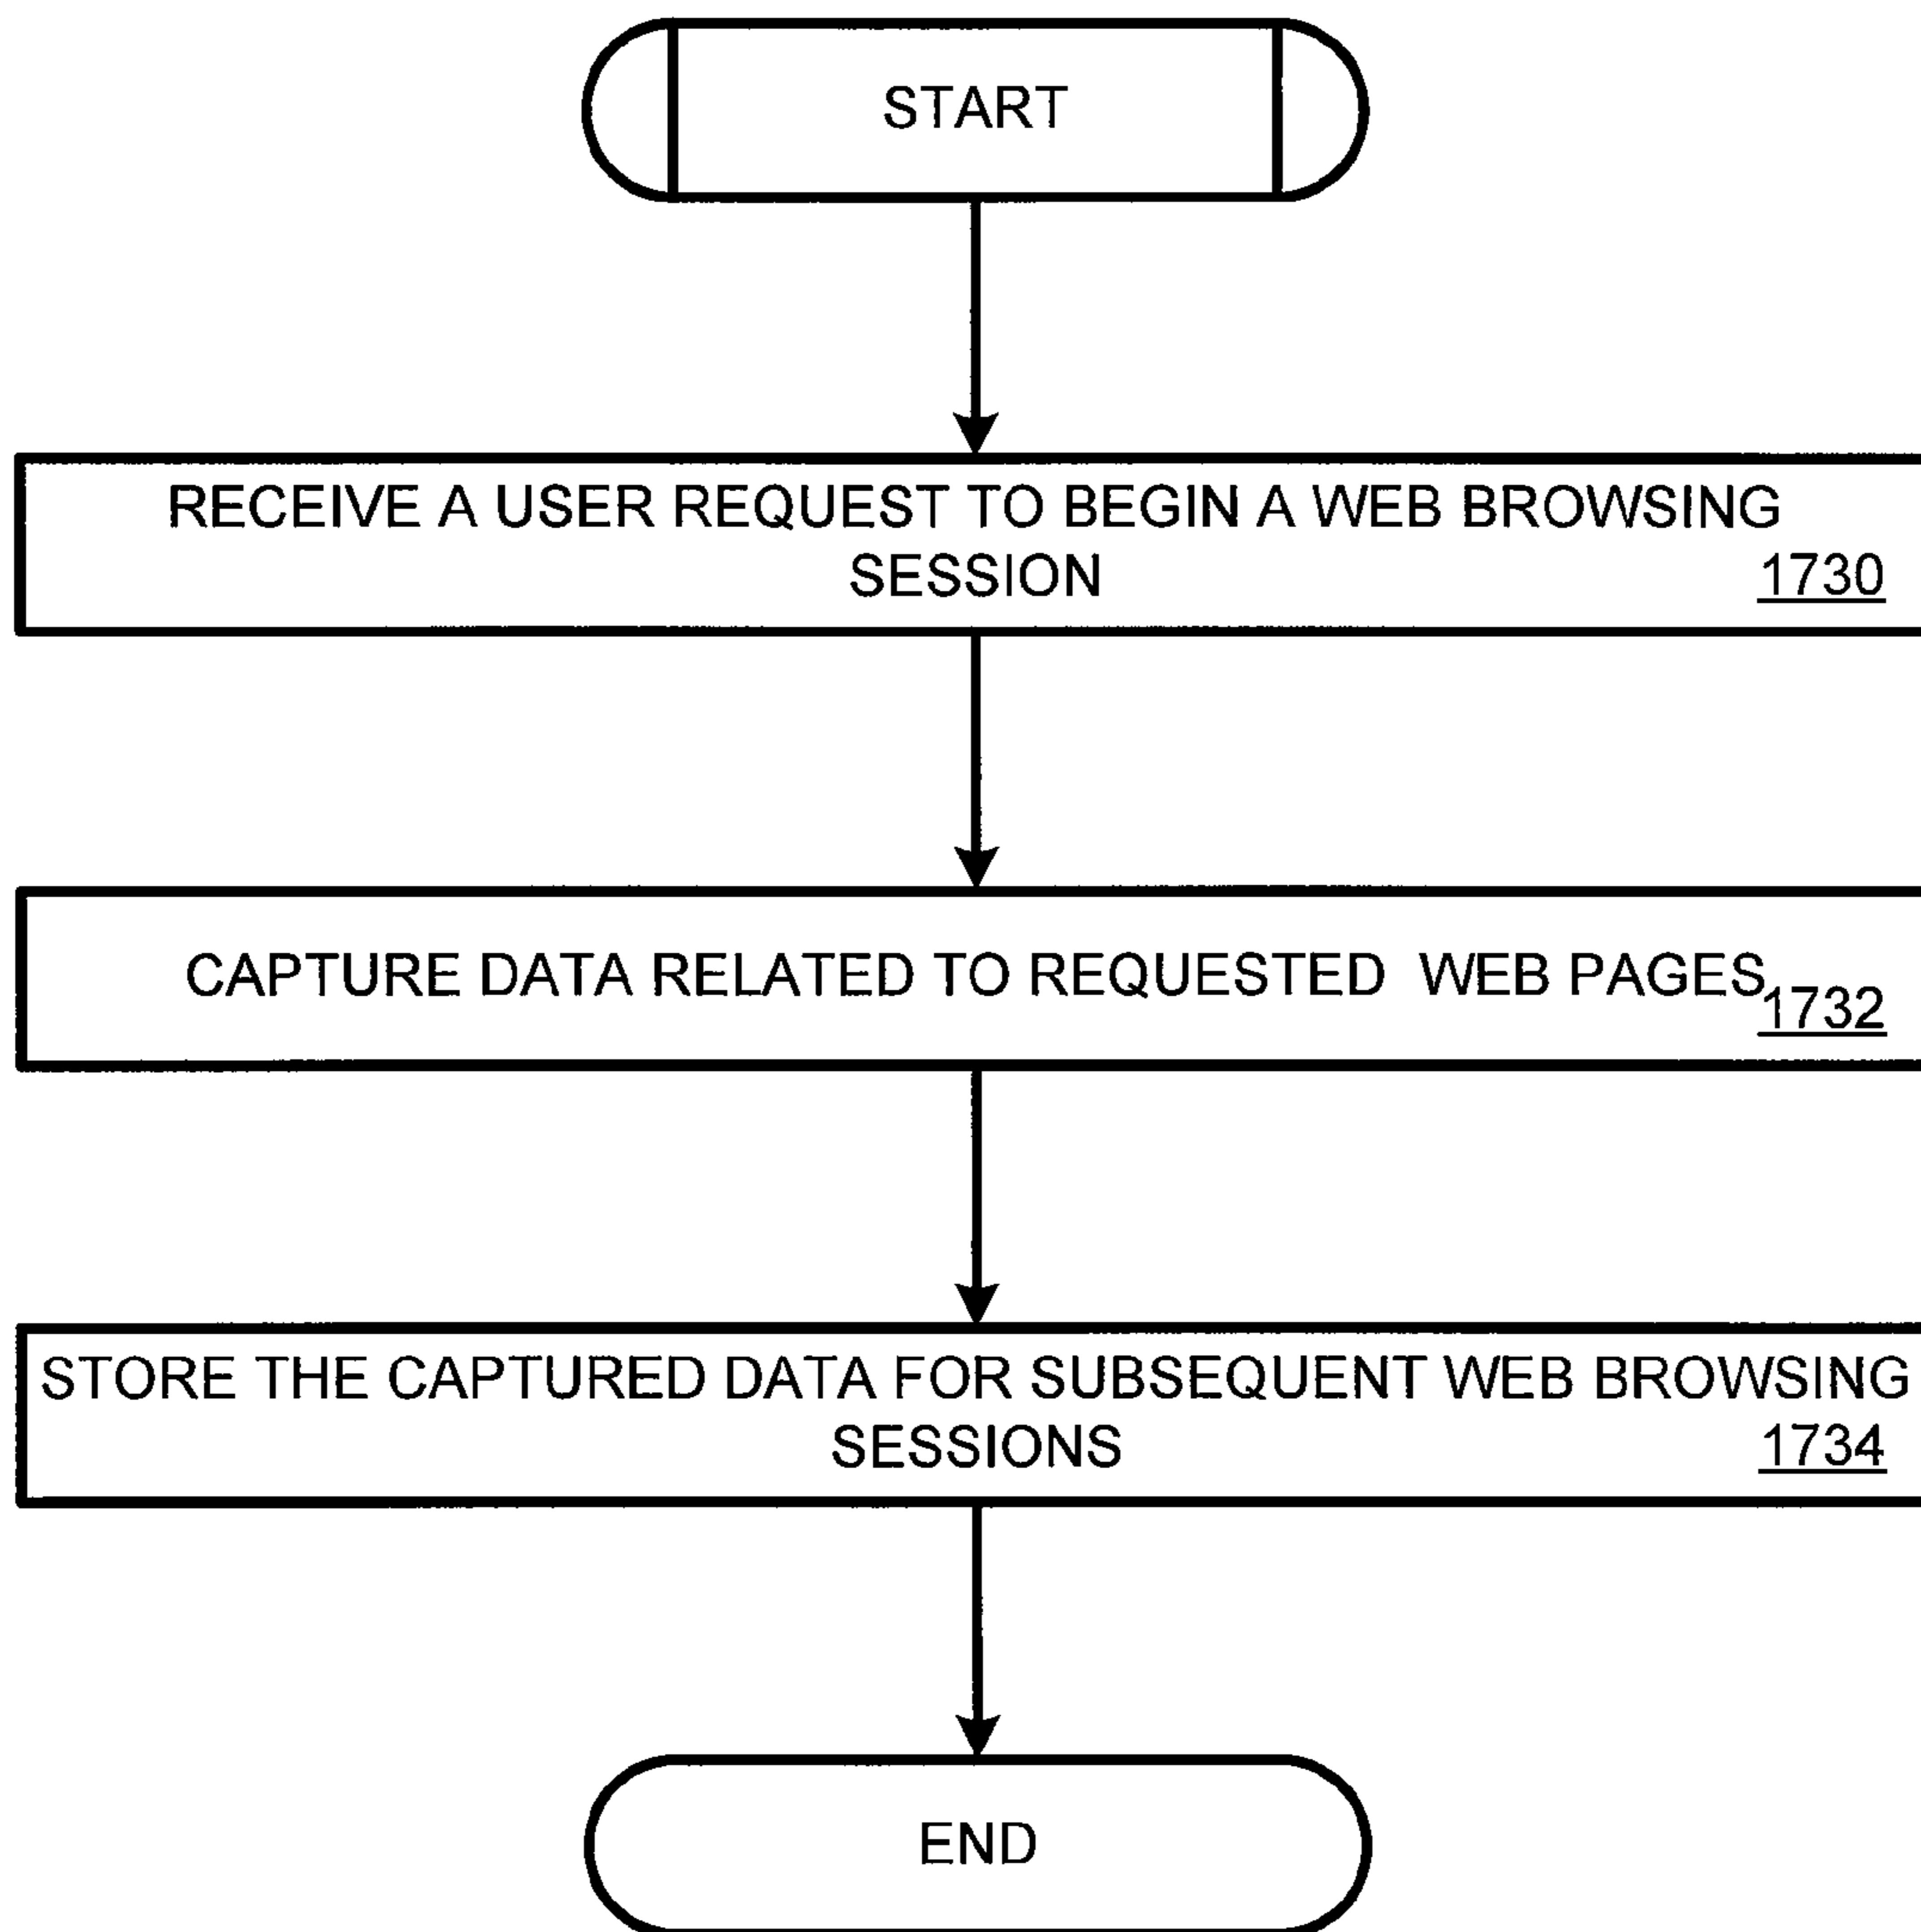 START
RECEIVE A USER REQUEST TO BEGIN A WEB BROWSING
SESSION
1730
CAPTURE DATA RELATED TO REQUESTED WEB PAGES
1732
STORE THE CAPTURED DATA FOR SUBSEQUENT WEB BROWSING
SESSIONS
1734
END